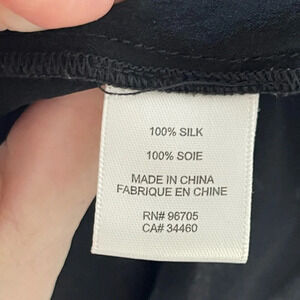 100% SILK
100% SOIE
MADE IN CHINA
FABRIQUE EN CHINE
RN# 96705
CA# 34460